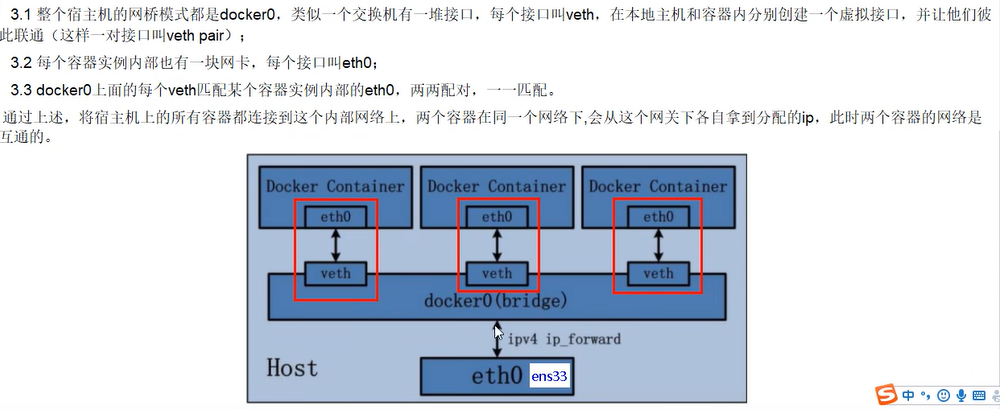 3.1 整个宿主机的网桥模式都是docker0，类似一个交换机有一堆接口，每个接口叫veth，在本地主机和容器内分别创建一个虚拟接口，并让他们彼
此联通（这样一对接口叫veth pair）；
3.2 每个容器实例内部也有一块网卡，每个接口叫eth0；
3.3 docker0上面的每个veth匹配某个容器实例内部的eth0，两两配对，一一匹配。
通过上述，将宿主机上的所有容器都连接到这个内部网络上，两个容器在同一个网络下,会从这个网关下各自拿到分配的ip，此时两个容器的网络是
互通的。
Docker Container Docker Container Docker Container
eth0 eth0 eth0
veth veth veth
docker0(bridge)
ipv4 ip_forward
Host
eth0 ens33
S 中